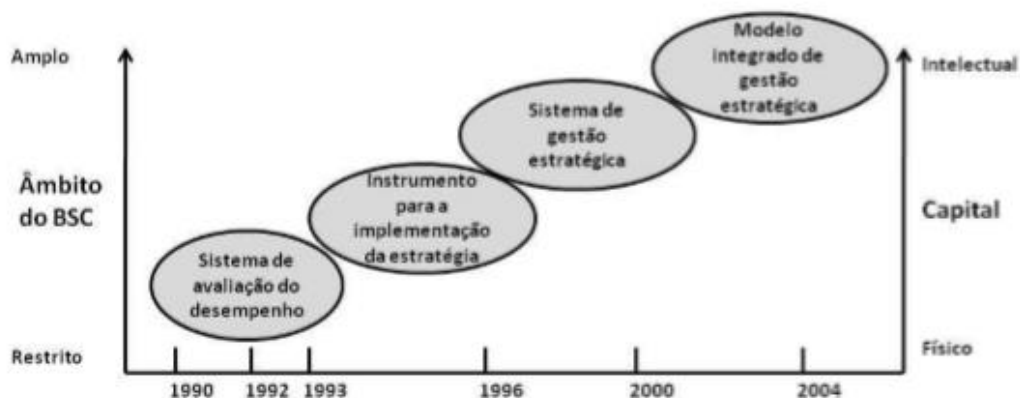 Amplo
Âmbito
do BSC
Restrito
Sistema de
avaliação do
desempenho
Instrumento
para a
implementação
da estratégia
Sistema de
gestão
estratégica
Modelo
integrado de
gestão
estratégica
Intelectual
Capital
Físico
1990
1992
1993
1996
2000
2004